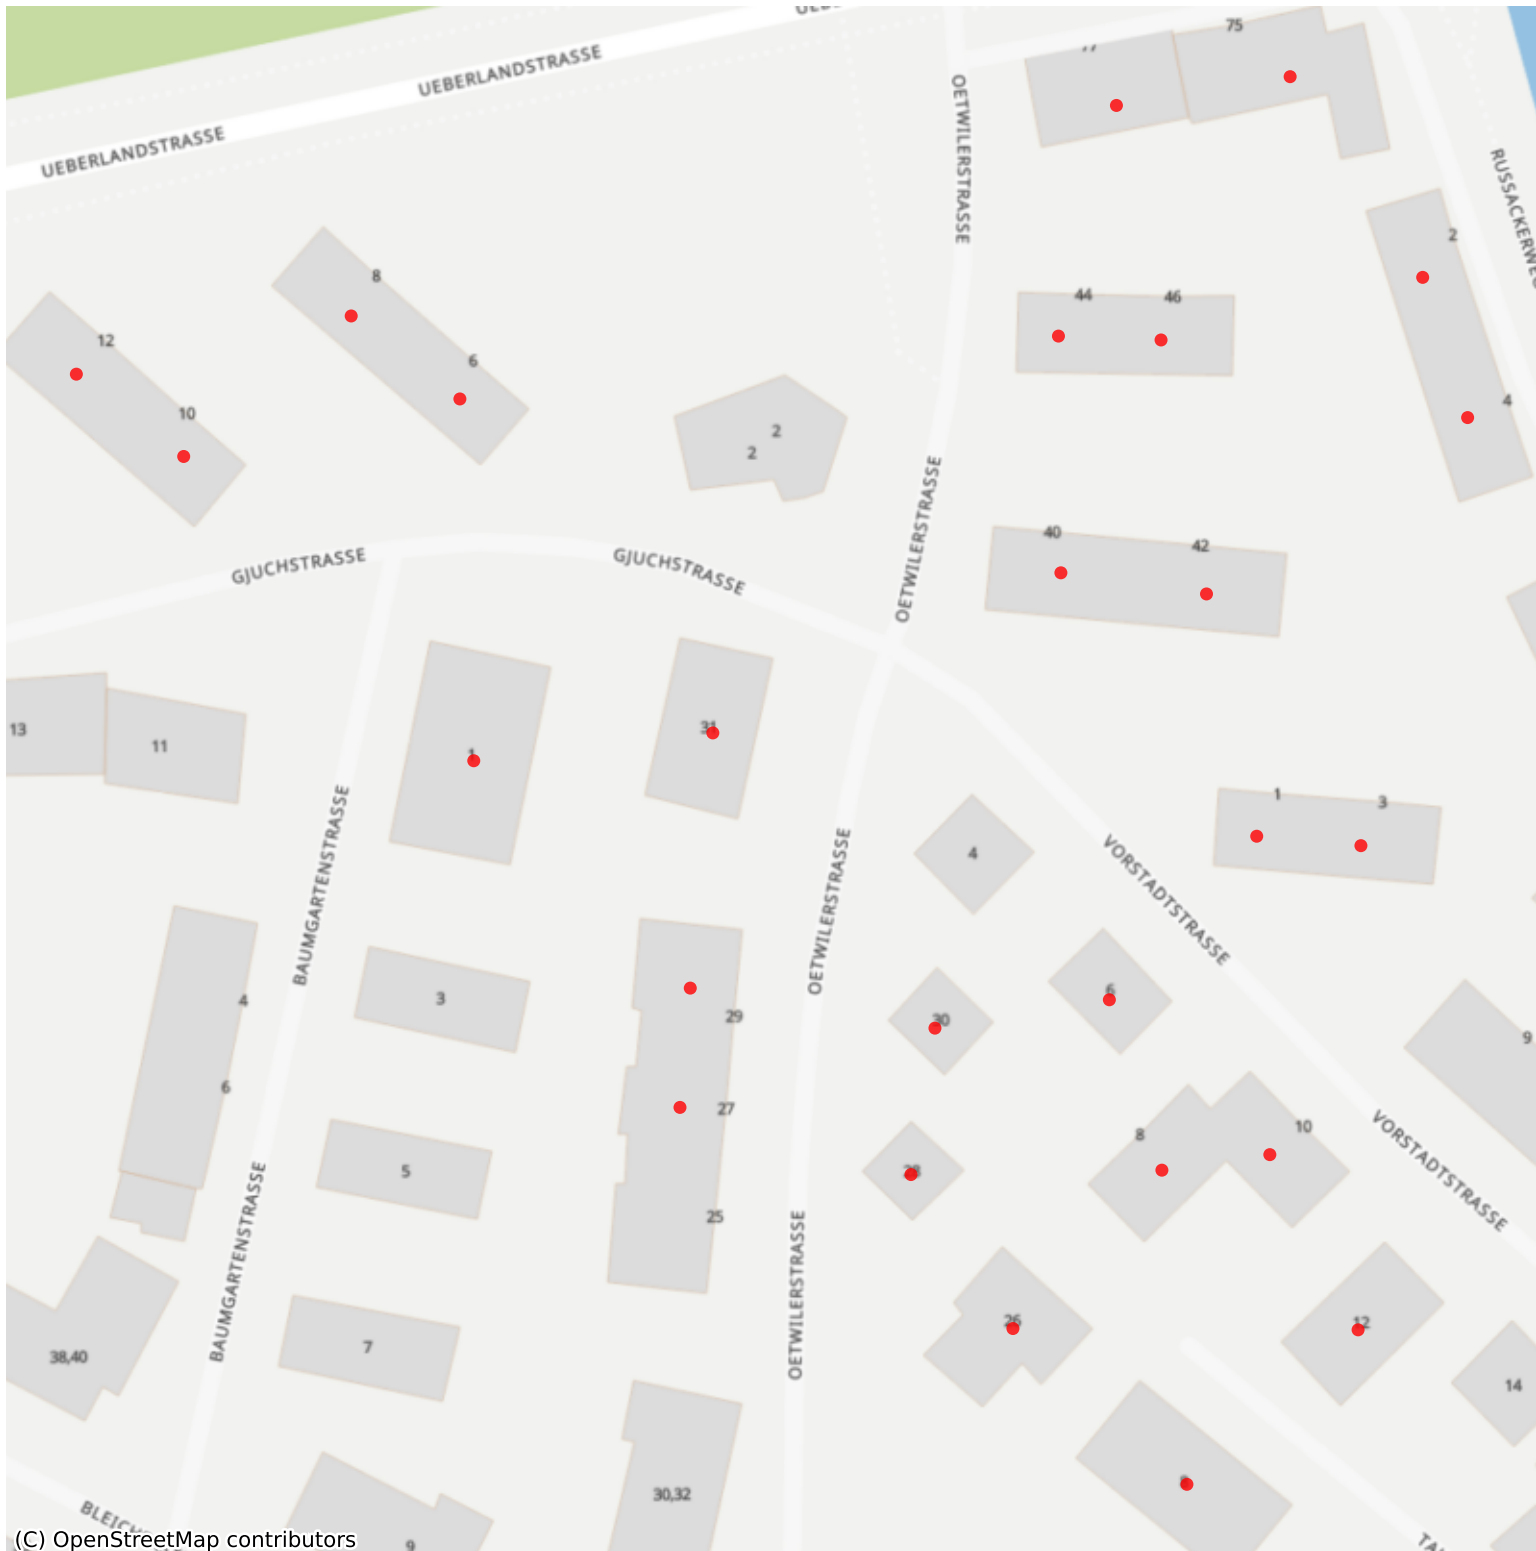 75
UEBERLANDSTRASSE
UEBERLANDSTRASSE
OETWILERSTRASSE
RUSSACKERWEG
2
8
44
46
12
6
4
10
2
2
40
42
OETWILERSTRASSE
GJUCHSTRASSE
GJUCHSTRASSE
13
11
1
31
1
3
4
VORSTADTSTRASSE
BAUMGARTENSTRASSE
OETWILERSTRASSE
4
3
29
30
6
9
6
27
8
10
VORSTADTSTRASSE
5
28
25
BAUMGARTENSTRASSE
OETWILERSTRASSE
26
12
38,40
7
14
30,32
9
(C) OpenStreetMap contributors